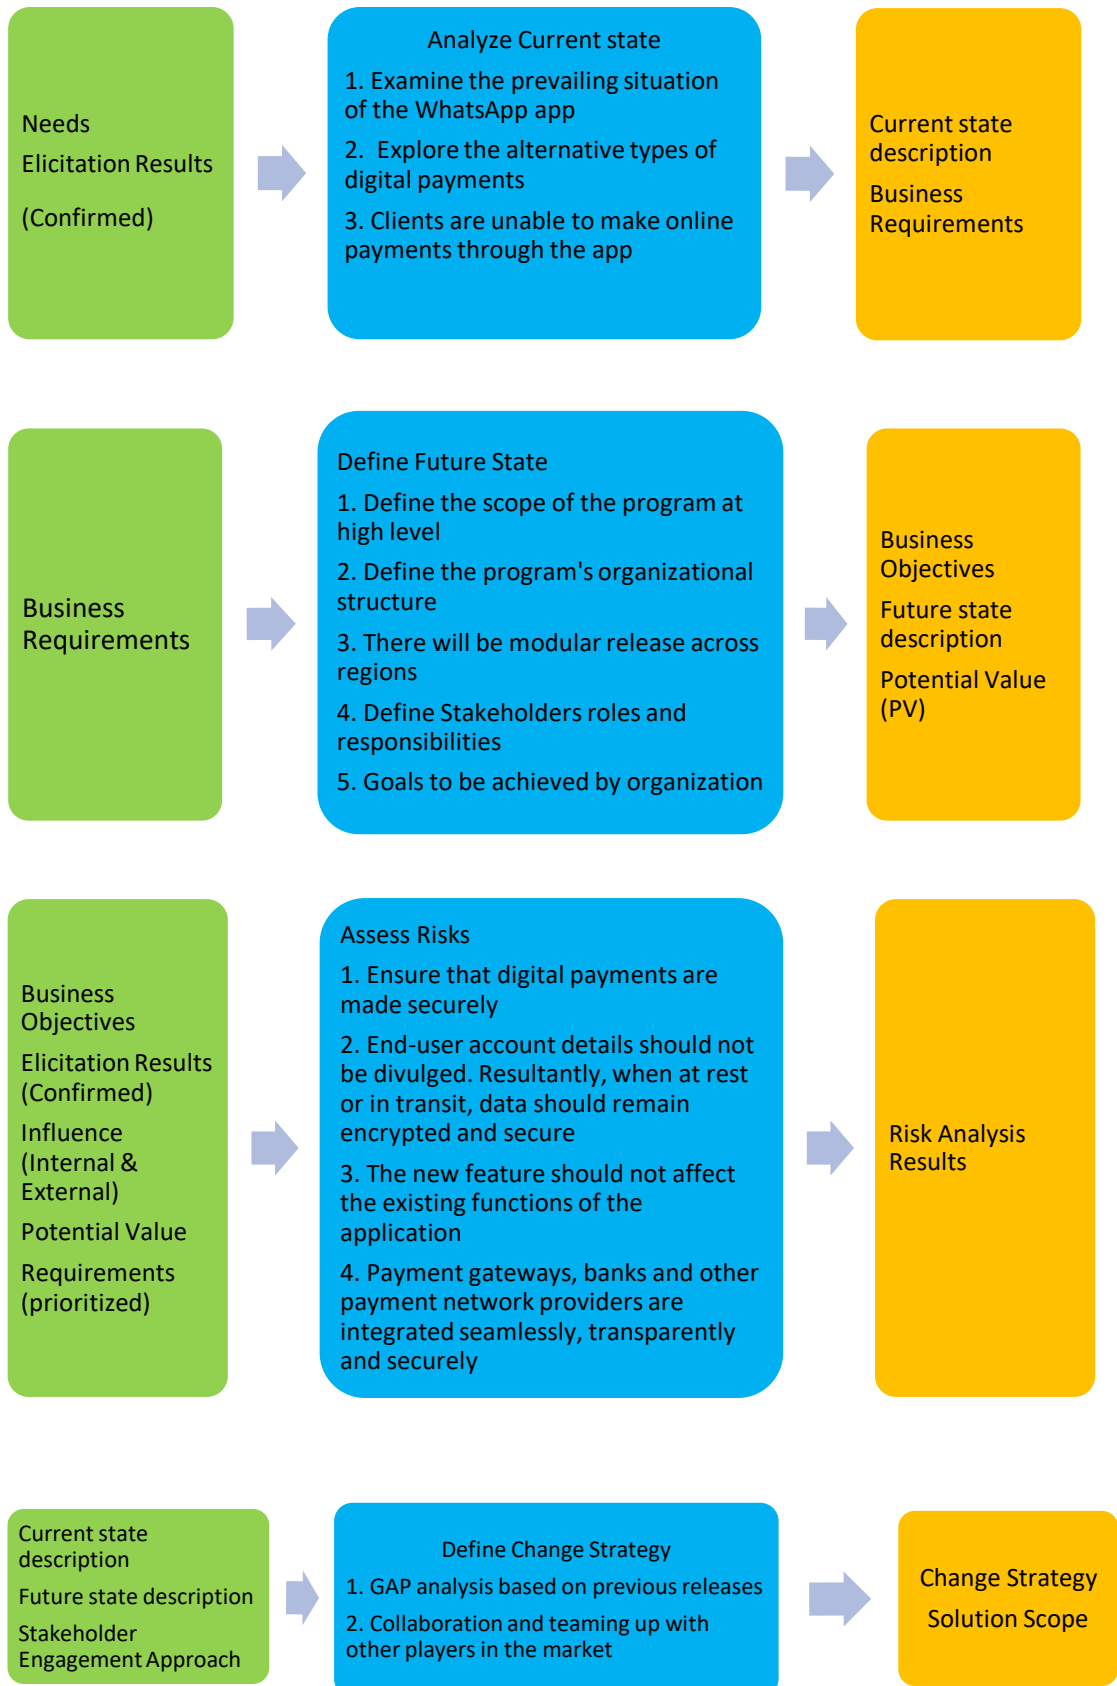 Needs
Elicitation Results
(Confirmed)
Analyze Current state
1. Examine the prevailing situation
of the WhatsApp app
2.  Explore the alternative types of
digital payments
3. Clients are unable to make online
payments through the app
Current state
description
Business
Requirements
Business
Requirements
Define Future State
1. Define the scope of the program at
high level
2. Define the program's organizational
structure
3. There will be modular release across
regions
4. Define Stakeholders roles and
responsibilities
5. Goals to be achieved by organization
Business
Objectives
Future state
description
Potential Value
(PV)
Business
Objectives
Elicitation Results
(Confirmed)
Influence
(Internal &
External)
Potential Value
Requirements
(prioritized)
Assess Risks
1. Ensure that digital payments are
made securely
2. End-user account details should not
be divulged. Resultantly, when at rest
or in transit, data should remain
encrypted and secure
3. The new feature should not affect
the existing functions of the
application
4. Payment gateways, banks and other
payment network providers are
integrated seamlessly, transparently
and securely
Risk Analysis
Results
Current state
description
Future state description
Stakeholder
Engagement Approach
Define Change Strategy
1. GAP analysis based on previous releases
2. Collaboration and teaming up with
other players in the market
Change Strategy
Solution Scope